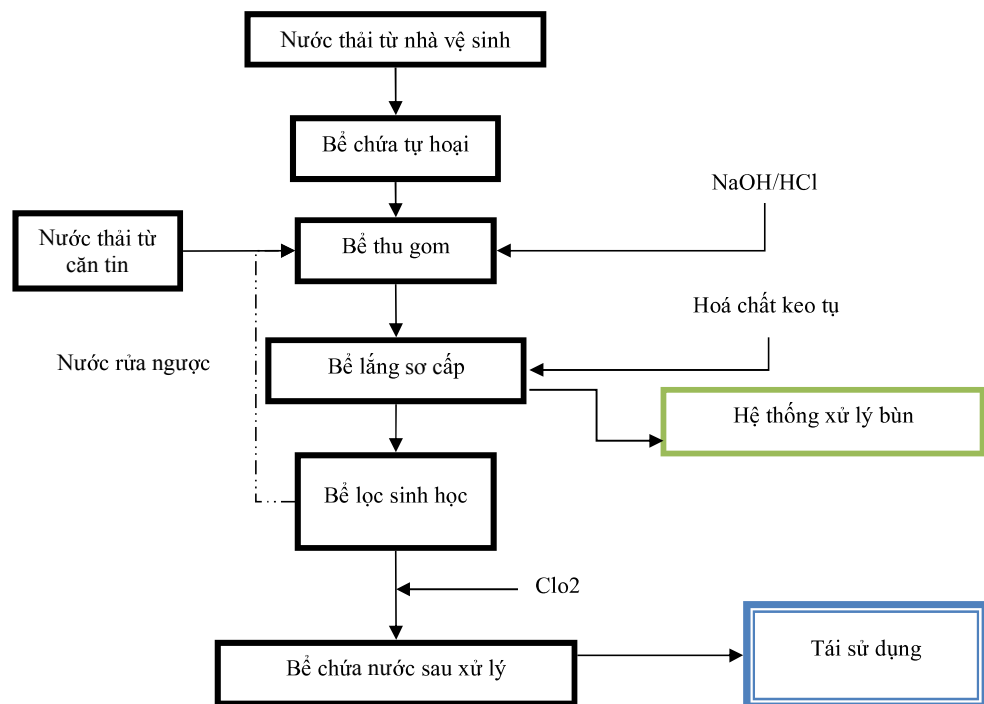 Nước thải từ nhà vệ sinh
Bể chứa tự hoại
NaOH/HCl
Nước thải từ
căn tin
Bể thu gom
Hoá chất keo tụ
Nước rửa ngược
Bể lắng sơ cấp
Hệ thống xử lý bùn
Bể lọc sinh học
Clo2
Bể chứa nước sau xử lý
Tái sử dụng